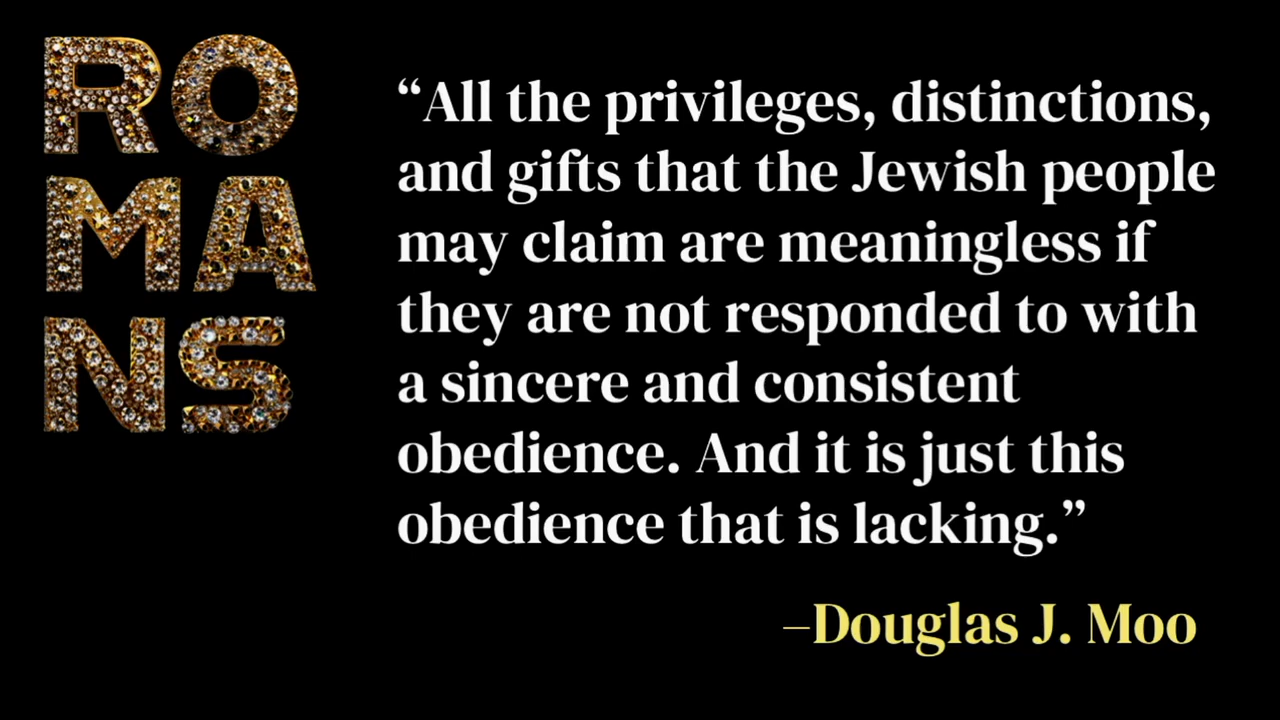 RO
MA
NS
“All the privileges, distinctions,
and gifts that the Jewish people
may claim are meaningless if
they are not responded to with
a sincere and consistent
obedience. And it is just this
obedience that is lacking.”
–Douglas J. Moo